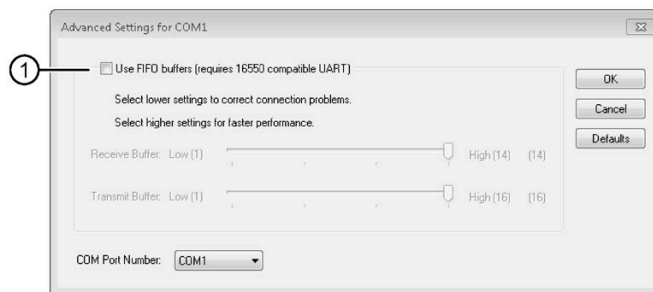 Advanced Settings for COM1
1
Use FIFO buffers (requires 16550 compatible UART)
OK
Select lower settings to correct connection problems.
Cancel
Select higher settings for faster performance.
Defaults
Receive Buffer: Low (1) High (14) (14)
Transmit Buffer: Low (1) High (16) (16)
COM Port Number: COM1